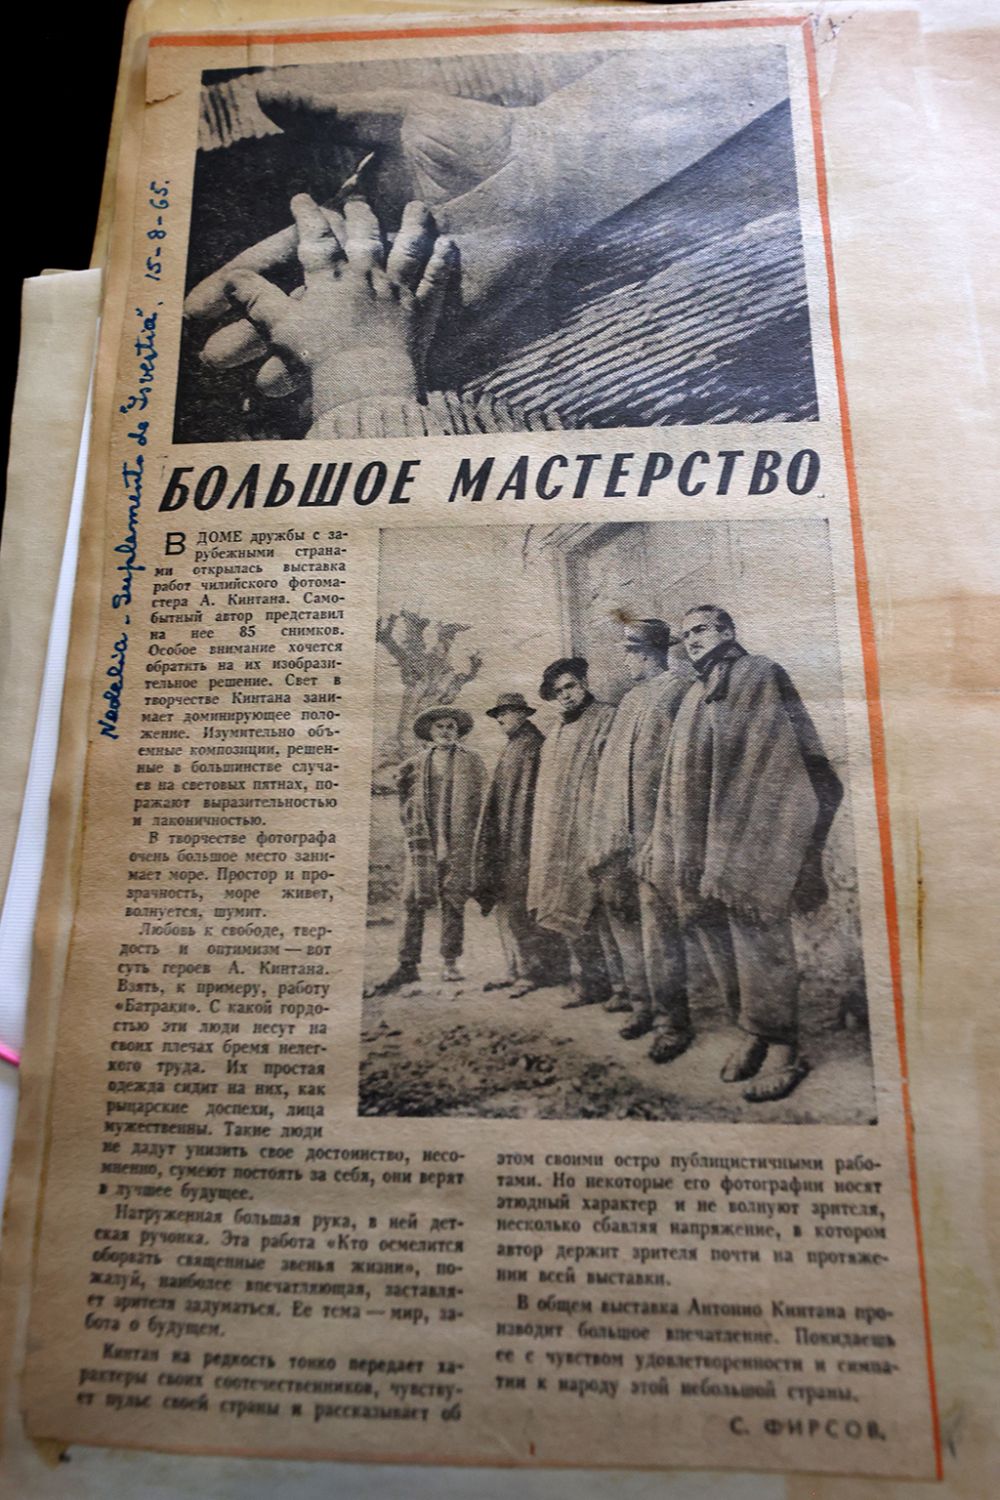 Nedelia - Suplemento de "Isvestia". 15-8-65.
БОЛЬШОЕ МАСТЕРСТВО
В ДОМЕ дружбы с за-
рубежными страна-
ми открылась выставка
работ чилийского фотома-
стера А. Кинтана. Само-
бытный автор представил
на нее 85 снимков.
Особое внимание хочется
обратить на их изобрази-
тельное решение. Свет в
творчестве Кинтана зани-
мает доминирующее поло-
жение. Изумительно объ-
емные композиции, решен-
ные в большинстве случа-
ев на световых пятнах, по-
ражают выразительностью
и лаконичностью.
В творчестве фотографа
очень большое место зани-
мает море. Простор и про-
зрачность, море живет,
волнуется, шумит.
Любовь к свободе, твер-
дость и оптимизм — вот
суть героев А. Кинтана.
Взять, к примеру, работу
«Батраки». С какой гордо-
стью эти люди несут на
своих плечах бремя нелег-
кого труда. Их простая
одежда сидит на них, как
рыцарские доспехи, лица
мужественны. Такие люди
не дадут унизить свое достоинство, несо-
мненно, сумеют постоять за себя, они верят
в лучшее будущее.
Натруженная большая рука, в ней дет-
ская ручонка. Эта работа «Кто осмелится
оборвать священные звенья жизни», по-
жалуй, наиболее впечатляющая, заставля-
ет зрителя задуматься. Ее тема — мир, за-
бота о будущем.
Кинтан на редкость тонко передает ха-
рактеры своих соотечественников, чувству-
ет пульс своей страны и рассказывает об
этом своими остро публицистичными рабо-
тами. Но некоторые его фотографии носят
этюдный характер и не волнуют зрителя,
несколько сбавляя напряжение, в котором
автор держит зрителя почти на протяже-
нии всей выставки.
В общем выставка Антонио Кинтана про-
изводит большое впечатление. Покидаешь
ее с чувством удовлетворенности и симпа-
тии к народу этой небольшой страны.
С. ФИРСОВ.